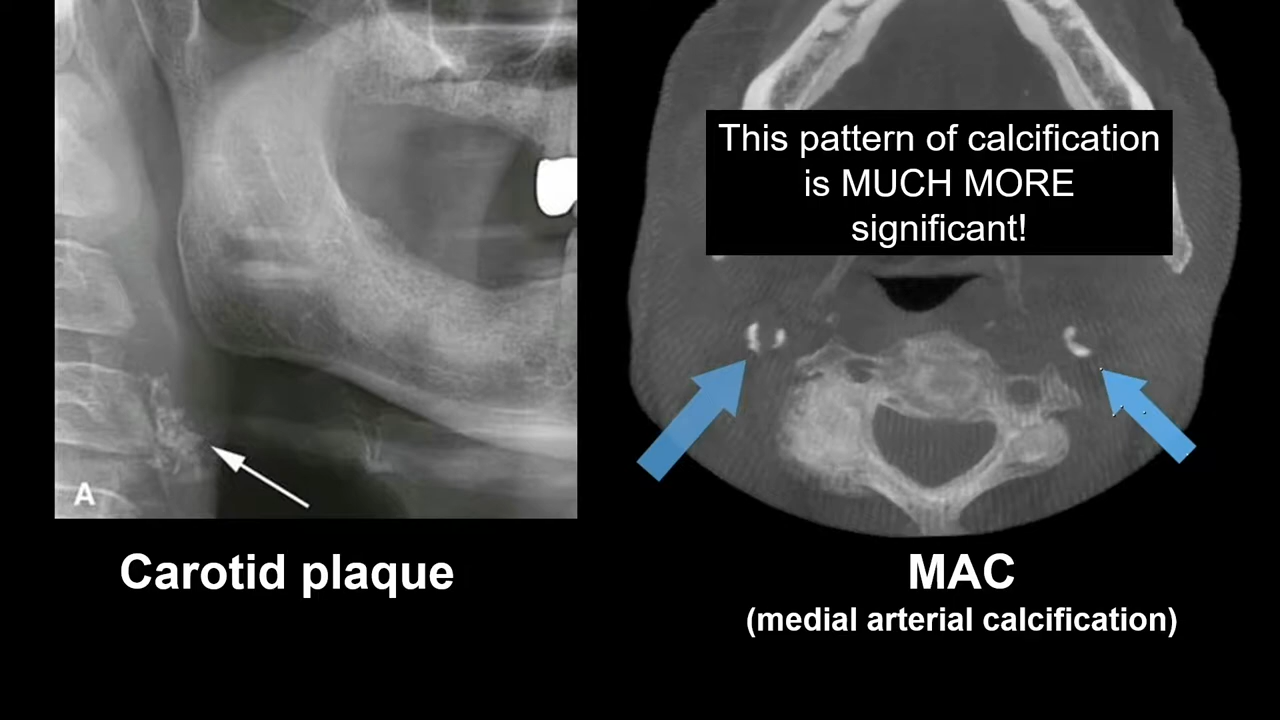 This pattern of calcification
is MUCH MORE
significant!
A
Carotid plaque
MAC
(medial arterial calcification)